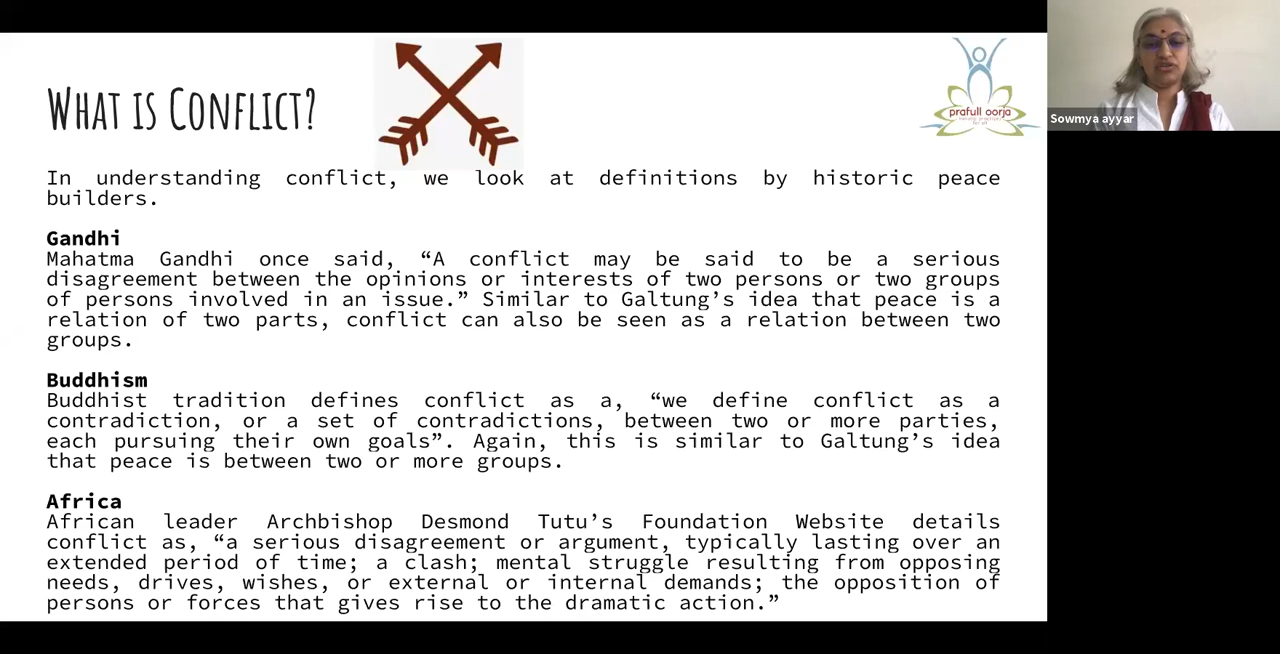 What is Conflict?
prafull oorja
Sowmya ayyar
In understanding conflict, we look at definitions by historic peace
builders.
Gandhi
Mahatma Gandhi once said, “A conflict may be said to be a serious
disagreement between the opinions or interests of two persons or two groups
of persons involved in an issue.” Similar to Galtung’s idea that peace is a
relation of two parts, conflict can also be seen as a relation between two
groups.
Buddhism
Buddhist tradition defines conflict as a, “we define conflict as a
contradiction, or a set of contradictions, between two or more parties,
each pursuing their own goals”. Again, this is similar to Galtung’s idea
that peace is between two or more groups.
Africa
African leader Archbishop Desmond Tutu’s Foundation Website details
conflict as, “a serious disagreement or argument, typically lasting over an
extended period of time; a clash; mental struggle resulting from opposing
needs, drives, wishes, or external or internal demands; the opposition of
persons or forces that gives rise to the dramatic action.”